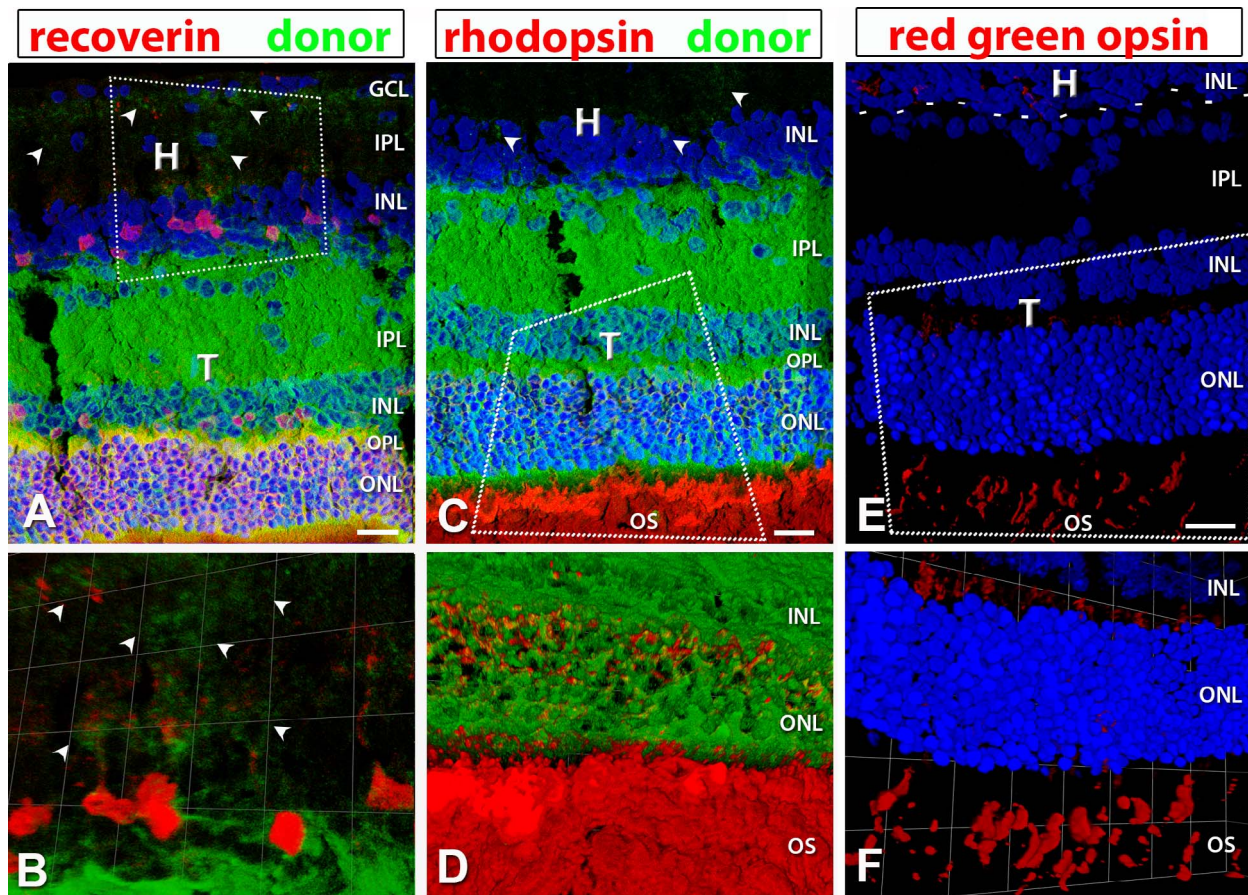 recoverin donor
rhodopsin donor
red green opsin
GCL
H
IPL
INL
IPL
T
INL
OPL
ONL
A
H
INL
IPL
T
INL
OPL
ONL
C
OS
H
INL
IPL
INL
T
ONL
E
OS
B
INL
ONL
D
OS
INL
ONL
F
OS